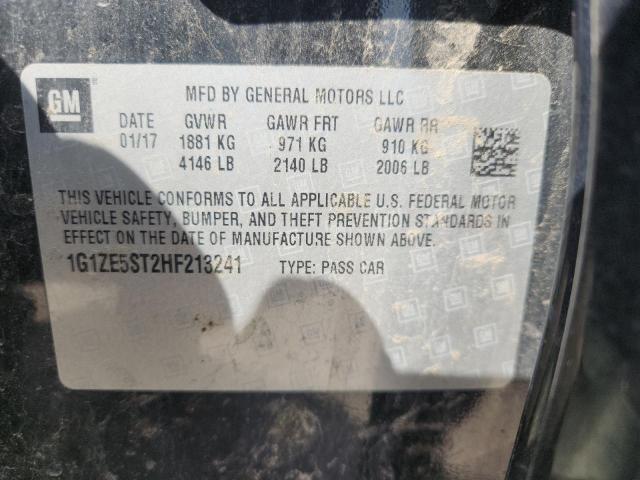 GM
MFD BY GENERAL MOTORS LLC
DATE GVWR GAWR FRT GAWR RR
01/17 1881 KG 971 KG 910 KG
4146 LB 2140 LB 2006 LB
THIS VEHICLE CONFORMS TO ALL APPLICABLE U.S. FEDERAL MOTOR
VEHICLE SAFETY, BUMPER, AND THEFT PREVENTION STANDARDS IN
EFFECT ON THE DATE OF MANUFACTURE SHOWN ABOVE.
1G1ZE5ST2HF213241 TYPE: PASS CAR